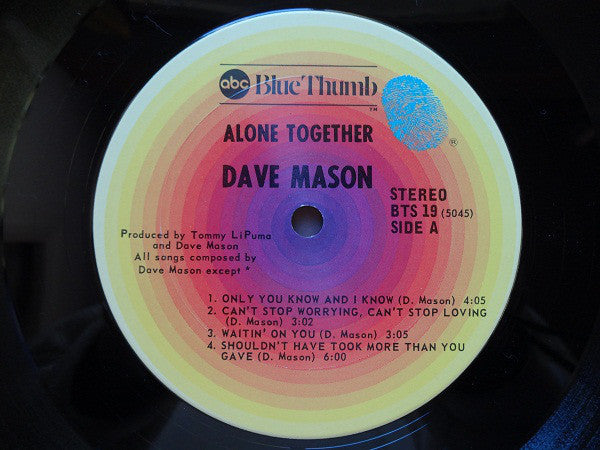 abc Blue Thumb
TM
®
ALONE TOGETHER
DAVE MASON
STEREO
BTS 19 (5045)
SIDE A
Produced by Tommy LiPuma
and Dave Mason
All songs composed by
Dave Mason except *
1. ONLY YOU KNOW AND I KNOW (D. Mason) 4:05
2. CAN'T STOP WORRYING, CAN'T STOP LOVING
(D. Mason) 3:02
3. WAITIN' ON YOU (D. Mason) 3:05
4. SHOULDN'T HAVE TOOK MORE THAN YOU
GAVE (D. Mason) 6:00